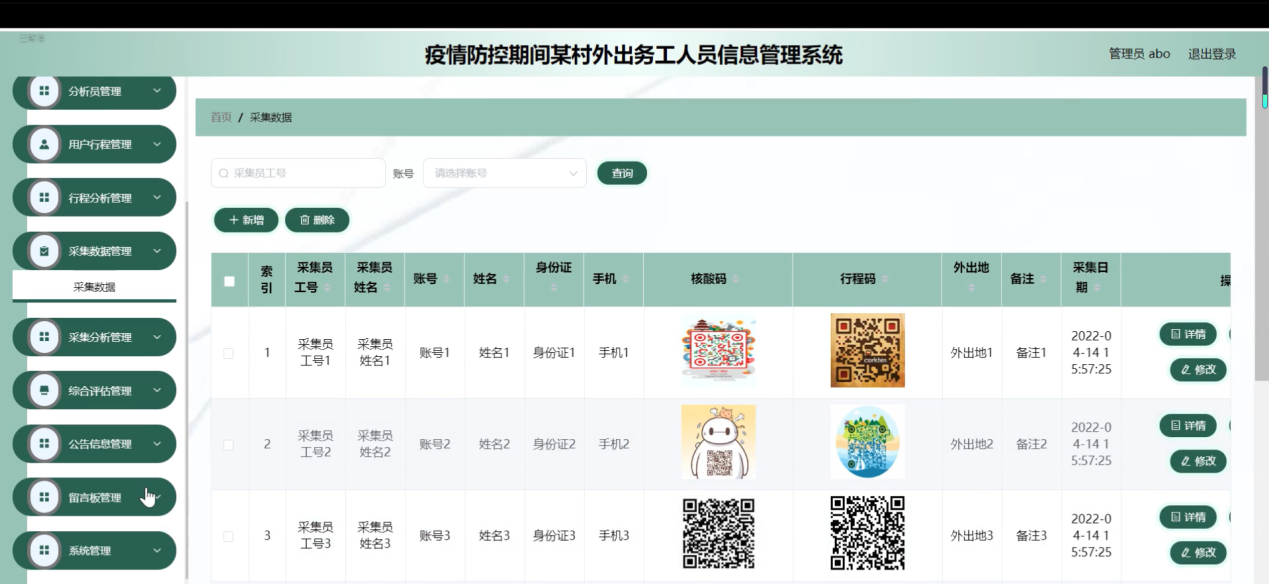 疫情防控期间某村外出务工人员信息管理系统
管理员 abo 退出登录
分析员管理
用户行程管理
行程分析管理
采集数据管理
采集数据
采集分析管理
综合评估管理
公告信息管理
留言板管理
系统管理
首页 / 采集数据
采集员工号 账号 请选择账号 查询
新增 删除
索引 采集员工号 采集员姓名 账号 姓名 身份证 手机 核酸码 行程码 外出地 备注 采集日期
1 采集员工号1 采集员姓名1 账号1 姓名1 身份证1 手机1 corkbin 外出地1 备注1 2022-04-14 15:57:25 详情 修改
2 采集员工号2 采集员姓名2 账号2 姓名2 身份证2 手机2 外出地2 备注2 2022-04-14 15:57:25 详情 修改
3 采集员工号3 采集员姓名3 账号3 姓名3 身份证3 手机3 外出地3 备注3 2022-04-14 15:57:25 详情 修改